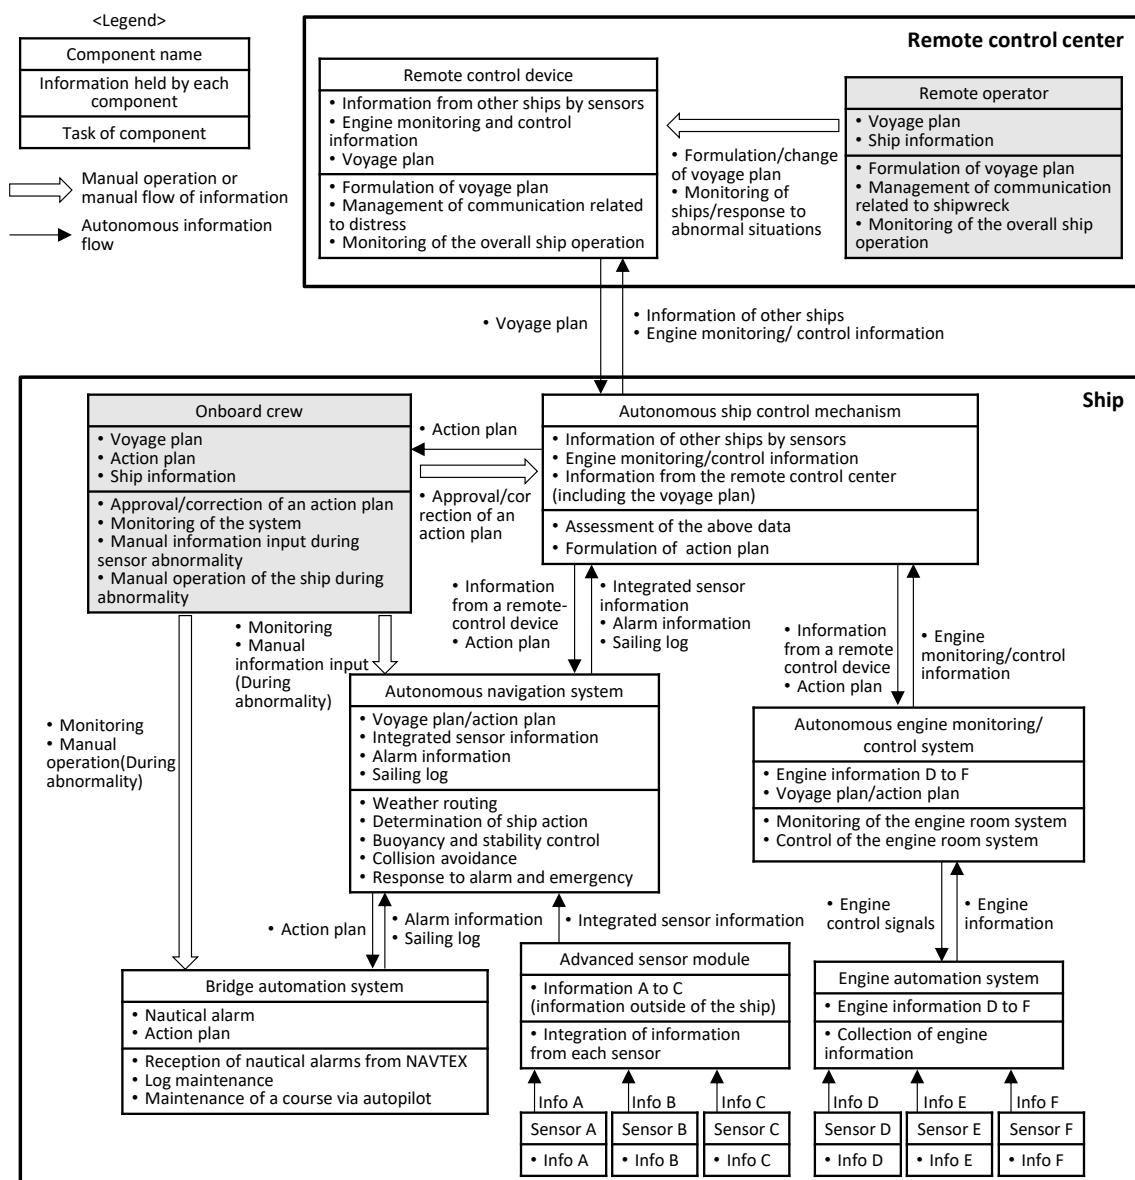 <Legend>
Component name
Information held by each
component
Task of component
Manual operation or
manual flow of information
Autonomous information
flow
Remote control center
Remote control device
• Information from other ships by sensors
• Engine monitoring and control
information
• Voyage plan
• Formulation of voyage plan
• Management of communication related
to distress
• Monitoring of the overall ship operation
• Formulation/change
of voyage plan
• Monitoring of
ships/response to
abnormal situations
Remote operator
• Voyage plan
• Ship information
• Formulation of voyage plan
• Management of communication
related to shipwreck
• Monitoring of the overall ship
operation
• Voyage plan
• Information of other ships
• Engine monitoring/ control information
Ship
Onboard crew
• Voyage plan
• Action plan
• Ship information
• Approval/correction of an action plan
• Monitoring of the system
• Manual information input during
sensor abnormality
• Manual operation of the ship during
abnormality
• Action plan
• Approval/cor
rection of an
action plan
Autonomous ship control mechanism
• Information of other ships by sensors
• Engine monitoring/control information
• Information from the remote control center
(including the voyage plan)
• Assessment of the above data
• Formulation of action plan
• Information
from a remote-
control device
• Action plan
• Integrated sensor
information
• Alarm information
• Sailing log
• Information
from a remote
control device
• Action plan
• Engine
monitoring/control
information
• Monitoring
• Manual
information input
(During
abnormality)
• Monitoring
• Manual
operation(During
abnormality)
Autonomous navigation system
• Voyage plan/action plan
• Integrated sensor information
• Alarm information
• Sailing log
• Weather routing
• Determination of ship action
• Buoyancy and stability control
• Collision avoidance
• Response to alarm and emergency
Autonomous engine monitoring/
control system
• Engine information D to F
• Voyage plan/action plan
• Monitoring of the engine room system
• Control of the engine room system
• Action plan
• Alarm information
• Sailing log
• Integrated sensor information
• Engine
control signals
• Engine
information
Bridge automation system
• Nautical alarm
• Action plan
• Reception of nautical alarms from NAVTEX
• Log maintenance
• Maintenance of a course via autopilot
Advanced sensor module
• Information A to C
(information outside of the ship)
• Integration of information
from each sensor
Engine automation system
• Engine information D to F
• Collection of engine
information
Info A
Info B
Info C
Info D
Info E
Info F
Sensor A
Sensor B
Sensor C
Sensor D
Sensor E
Sensor F
• Info A
• Info B
• Info C
• Info D
• Info E
• Info F